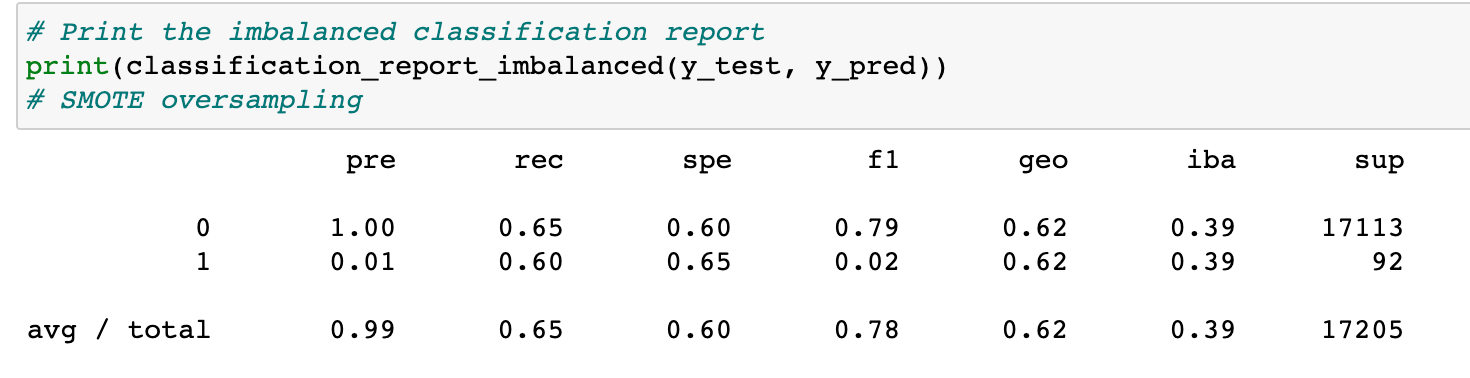 # Print the imbalanced classification report
print(classification_report_imbalanced(y_test, y_pred))
# SMOTE oversampling
pre rec spe f1 geo iba sup
0 1.00 0.65 0.60 0.79 0.62 0.39 17113
1 0.01 0.60 0.65 0.02 0.62 0.39 92
avg / total 0.99 0.65 0.60 0.78 0.62 0.39 17205